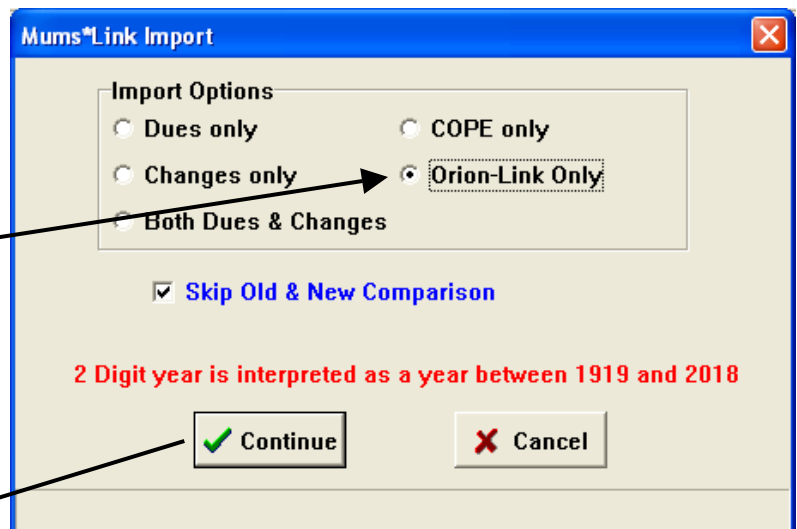 Mums*Link Import
Import Options
Dues only
COPE only
Changes only
Orion-Link Only
Both Dues & Changes
Skip Old & New Comparison
2 Digit year is interpreted as a year between 1919 and 2018
Continue
Cancel